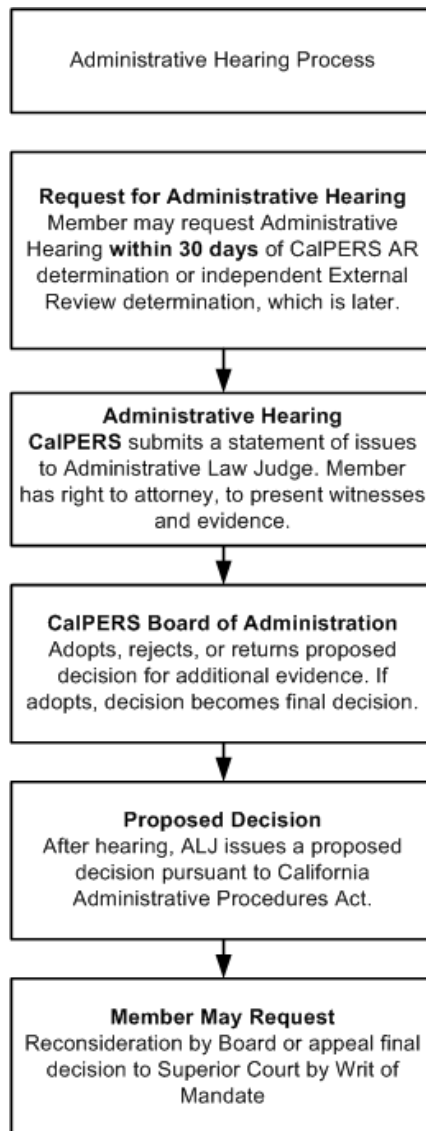 Administrative Hearing Process
Request for Administrative Hearing
Member may request Administrative
Hearing within 30 days of CalPERS AR
determination or independent External
Review determination, which is later.
Administrative Hearing
CalPERS submits a statement of issues
to Administrative Law Judge. Member
has right to attorney, to present witnesses
and evidence.
CalPERS Board of Administration
Adopts, rejects, or returns proposed
decision for additional evidence. If
adopts, decision becomes final decision.
Proposed Decision
After hearing, ALJ issues a proposed
decision pursuant to California
Administrative Procedures Act.
Member May Request
Reconsideration by Board or appeal final
decision to Superior Court by Writ of
Mandate